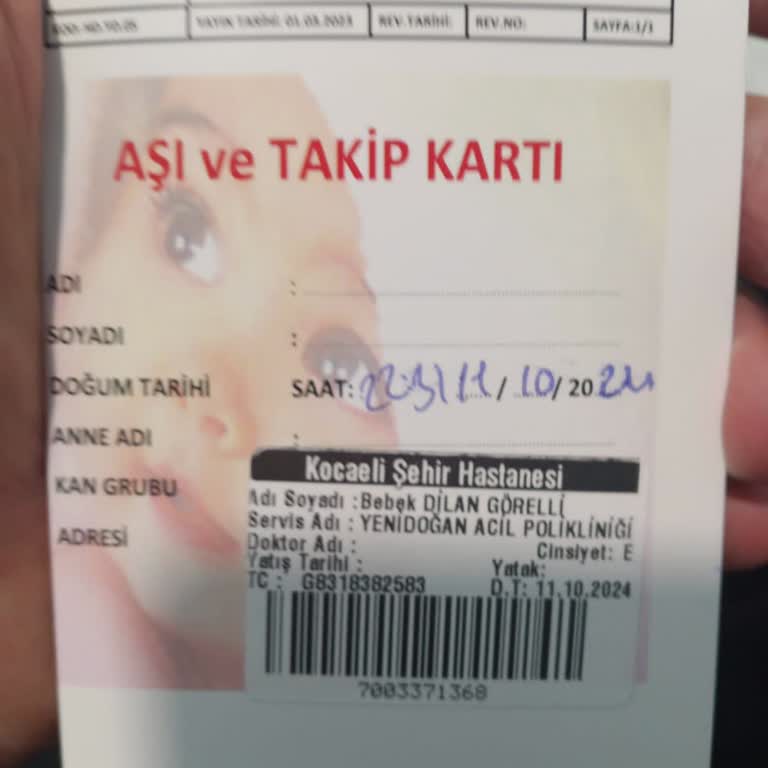 YAYIN TARİHİ: 01.03.2023 REV.TARİHİ: REV.NO: SAYFA:1/1
AŞI ve TAKİP KARTI
ADI :
SOYADI :
DOĞUM TARİHİ SAAT: 22:31 11/10/2024
ANNE ADI :
KAN GRUBU
ADRESİ
Kocaeli Şehir Hastanesi
Adı Soyadı :Bebek DİLAN GÖRELLİ
Servis Adı : YENİDOĞAN ACİL POLİKLİNİĞİ
Doktor Adı : Cinsiyet: E
Yatış Tarihi : Yatak:
TC : G8318382583 D.T: 11.10.2024
7003371368